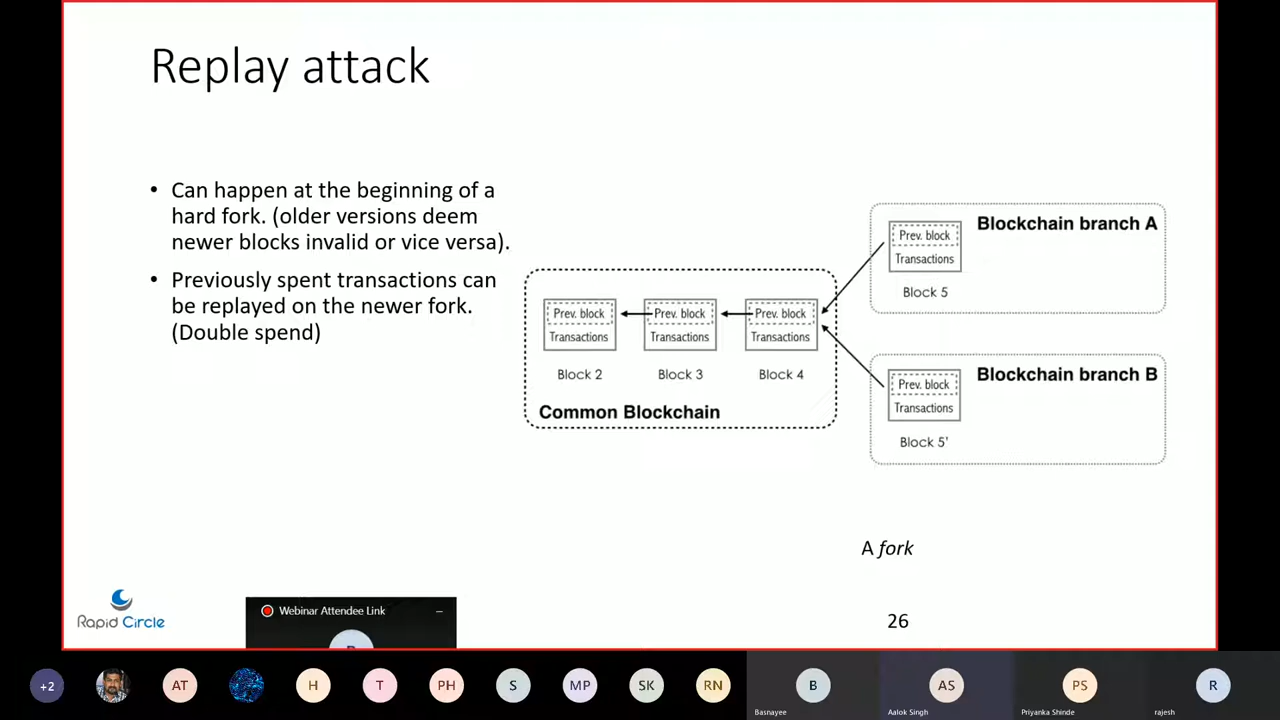 Replay attack
• Can happen at the beginning of a
hard fork. (older versions deem
newer blocks invalid or vice versa).
• Previously spent transactions can
be replayed on the newer fork.
(Double spend)
Prev. block
Transactions
Block 2
Prev. block
Transactions
Block 3
Prev. block
Transactions
Block 4
Common Blockchain
Prev. block
Transactions
Block 5
Blockchain branch A
Prev. block
Transactions
Block 5'
Blockchain branch B
A fork
26
Rapid Circle
Webinar Attendee Link
+2
AT
H
T
PH
S
MP
SK
RN
B
Basnayee
AS
Aalok Singh
PS
Priyanka Shinde
R
rajesh